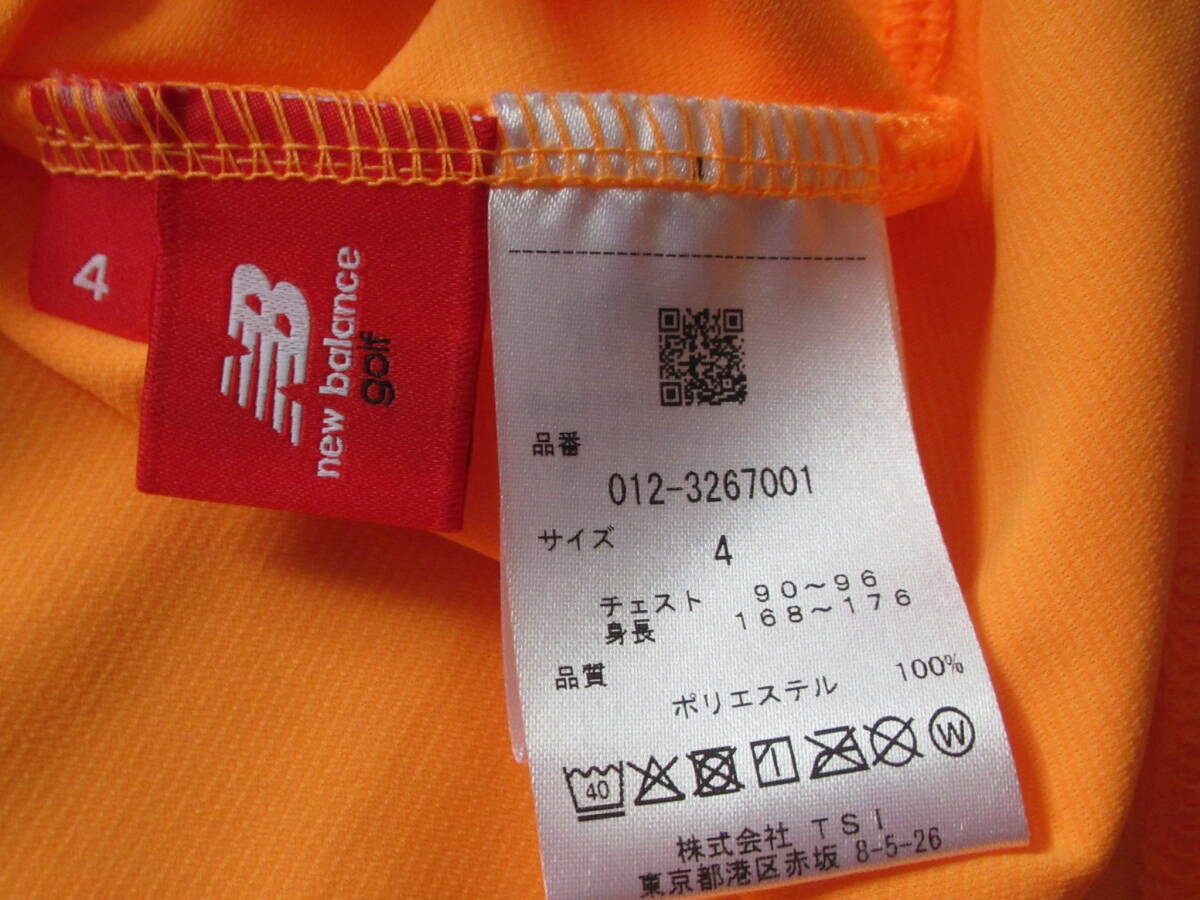 4
NB
new balance
golf
品番
012-3267001
サイズ
4
チェスト 90~96
身長 168~176
品質
ポリエステル 100%
40
W
株式会社 TSI
東京都港区赤坂 8-5-26